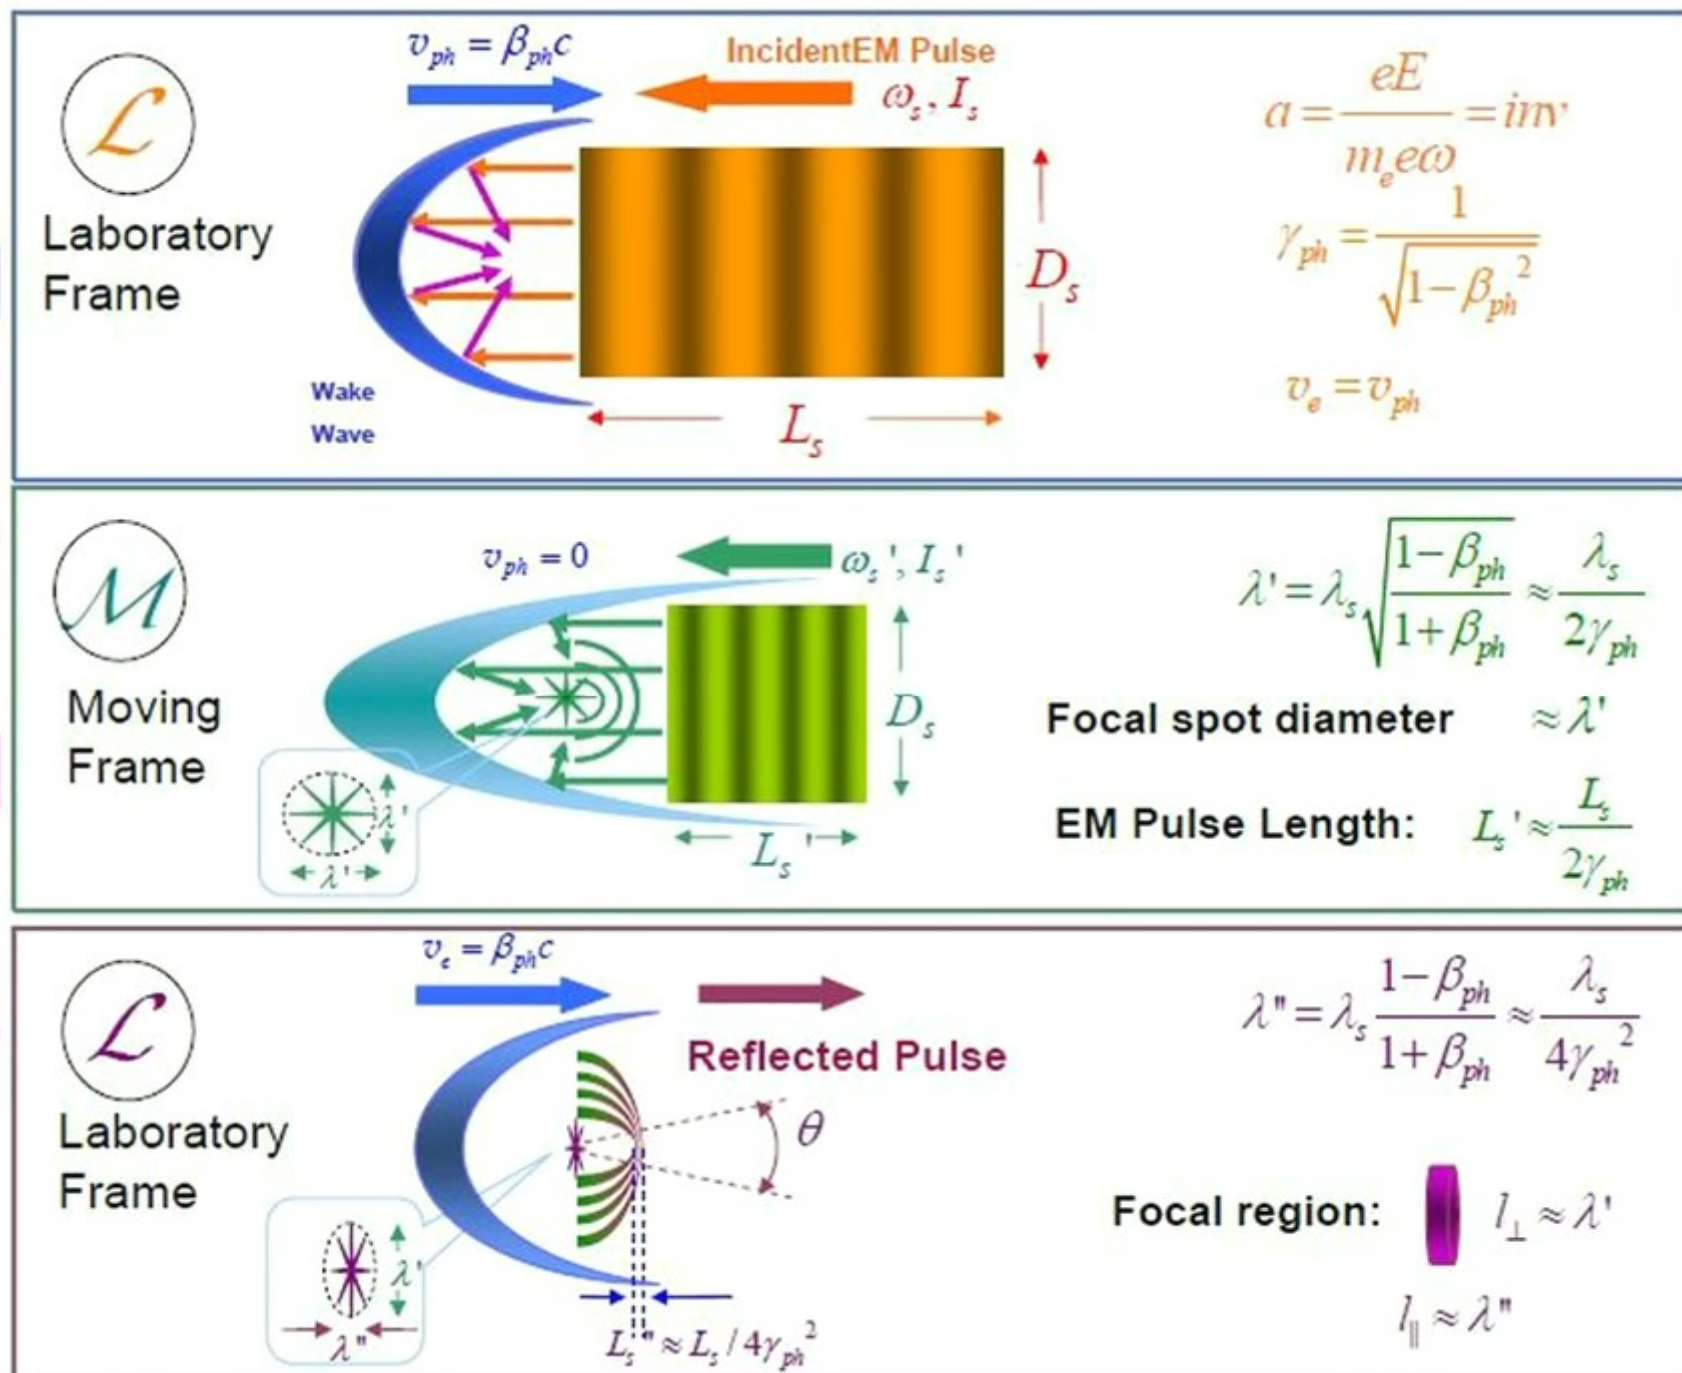 ℒ
Laboratory
Frame
v_ph = β_ph c
IncidentEM Pulse
ω_s, I_s
D_s
L_s
Wake
Wave
a = eE / m_e eω = inv
γ_ph = 1 / √(1 − β_ph²)
v_e = v_ph
ℳ
Moving
Frame
v_ph = 0
ω_s', I_s'
D_s
L_s'
λ'
λ'
λ' = λ_s √((1 − β_ph) / (1 + β_ph)) ≈ λ_s / 2γ_ph
Focal spot diameter ≈ λ'
EM Pulse Length: L_s' ≈ L_s / 2γ_ph
ℒ
Laboratory
Frame
v_e = β_ph c
Reflected Pulse
θ
λ'
λ"
L_s" ≈ L_s / 4γ_ph²
λ" = λ_s (1 − β_ph) / (1 + β_ph) ≈ λ_s / 4γ_ph²
Focal region: l_⊥ ≈ λ'
l_∥ ≈ λ"